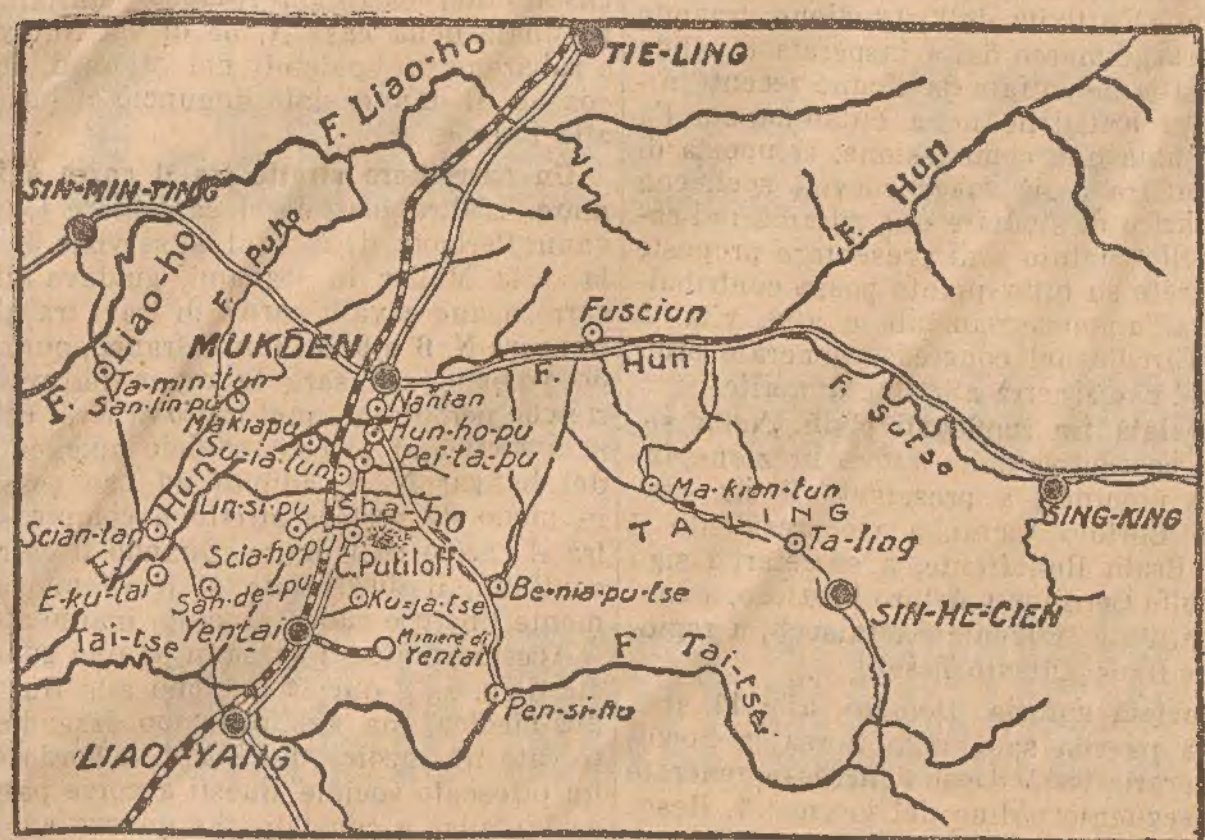 TIE-LING
F. Liao-ho
F. Hun
SIN-MIN-TING
F. Puho
F. Liao-ho
MUKDEN
Fusciun
F. Hun
F. Sutso
Ta-min-tun
San-lin-pu
Nantan
Makiapu
Hun-ho-pu
Su-ia-tun
Pei-ta-pu
Ma-kian-tun
SING-KING
F. Hun
Lin-si-pu
Sha-ho
TA-LING
Scian-tan
Ta-ling
Scia-hopu
C. Putiloff
E-ku-tai
San-de-pu
Ku-ja-tse
Be-nia-pu-tse
SIN-HE-CIEN
Yentai
Miniere di
Yentai
Tai-tse
F. Tai-tse
Pen-si-hu
LIAO-YANG